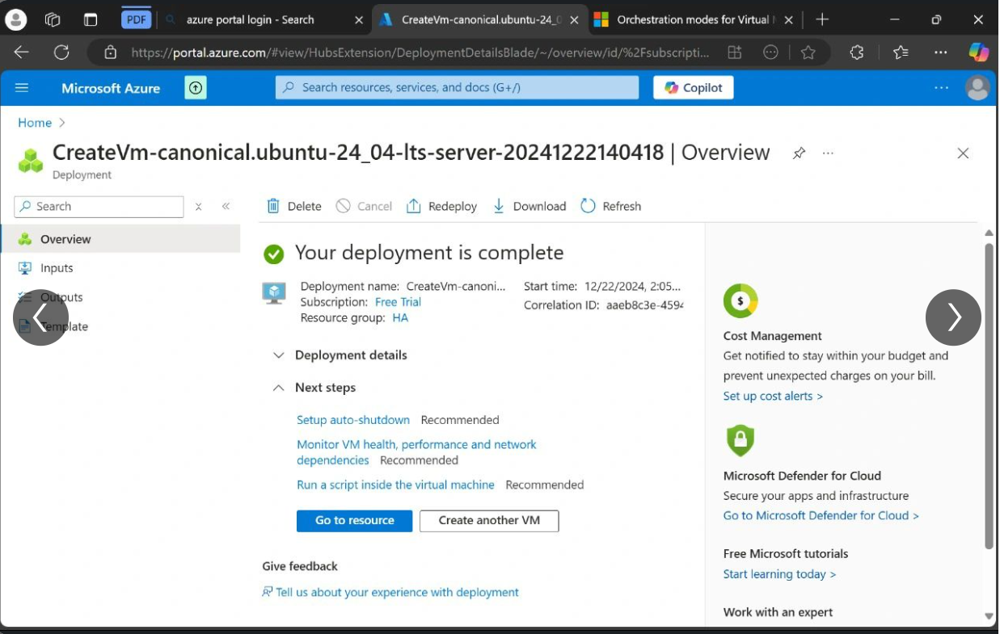 PDF
azure portal login - Search
CreateVm-canonical.ubuntu-24_0
Orchestration modes for Virtual
https://portal.azure.com/#view/HubsExtension/DeploymentDetailsBlade/~/overview/id/%2Fsubscripti...
Microsoft Azure
Search resources, services, and docs (G+/)
Copilot
Home
CreateVm-canonical.ubuntu-24_04-lts-server-20241222140418 | Overview
Deployment
Search
Delete
Cancel
Redeploy
Download
Refresh
Overview
Inputs
Outputs
Template
Your deployment is complete
Deployment name: CreateVm-canoni...
Subscription: Free Trial
Resource group: HA
Start time: 12/22/2024, 2:05...
Correlation ID: aaeb8c3e-4594
Deployment details
Next steps
Setup auto-shutdown Recommended
Monitor VM health, performance and network
dependencies Recommended
Run a script inside the virtual machine Recommended
Go to resource
Create another VM
Give feedback
Tell us about your experience with deployment
$
Cost Management
Get notified to stay within your budget and
prevent unexpected charges on your bill.
Set up cost alerts >
Microsoft Defender for Cloud
Secure your apps and infrastructure
Go to Microsoft Defender for Cloud >
Free Microsoft tutorials
Start learning today >
Work with an expert